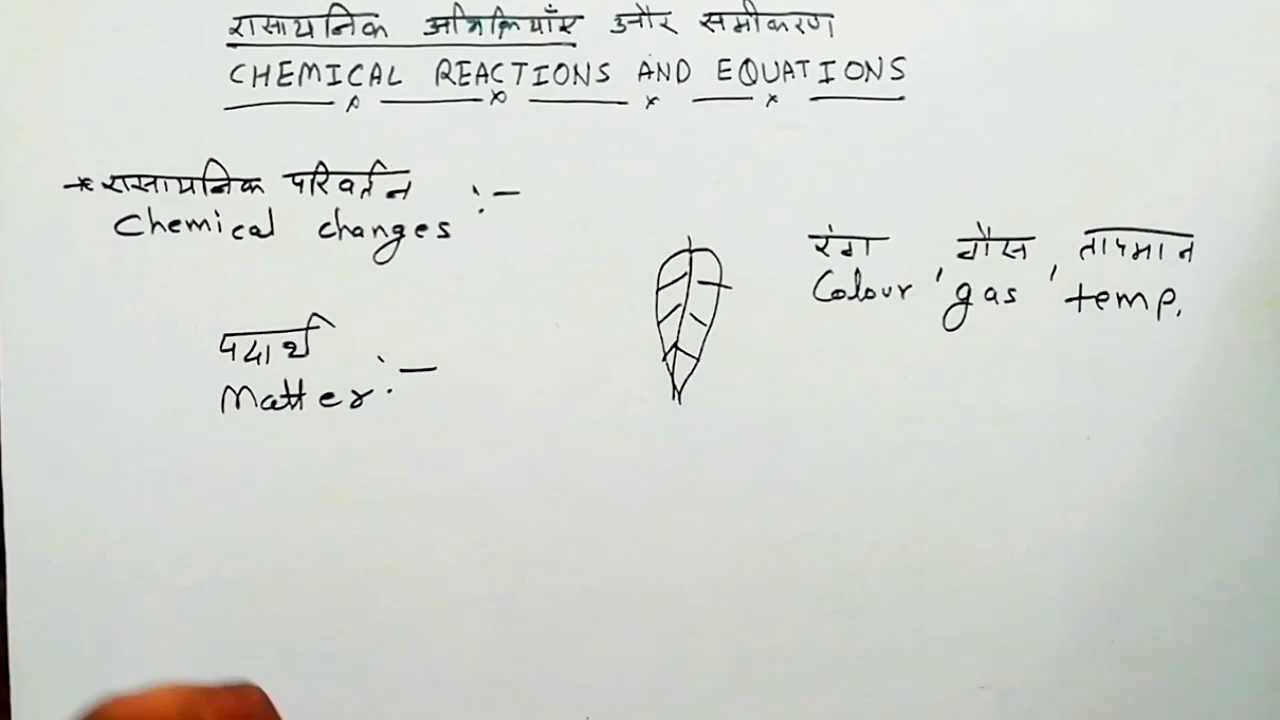 रासायनिक अभिक्रियाएँ और समीकरण
CHEMICAL REACTIONS AND EQUATIONS
* रासायनिक परिवर्तन :-
Chemical changes
रंग, गैस, तापमान
Colour, gas, temp.
पदार्थ
Matter :-